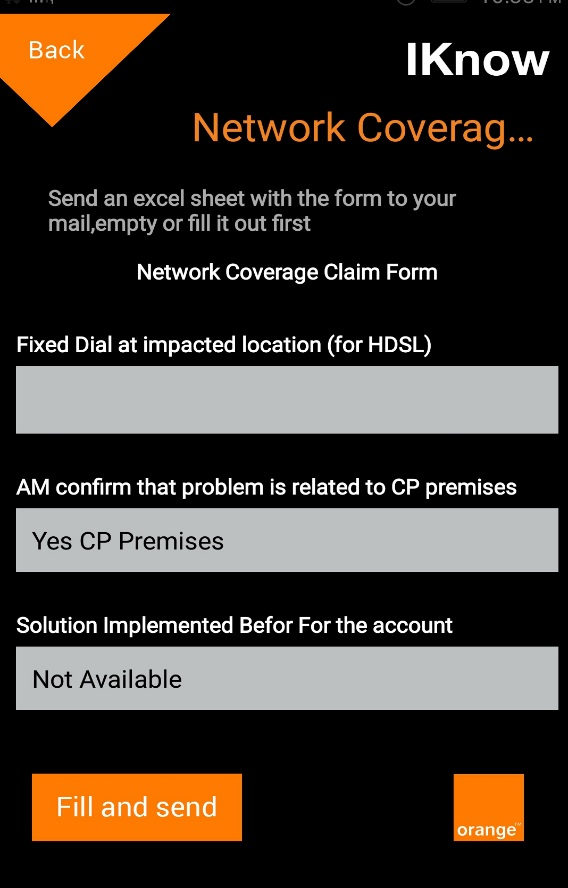 Back
IKnow
Network Coverag...
Send an excel sheet with the form to your
mail,empty or fill it out first
Network Coverage Claim Form
Fixed Dial at impacted location (for HDSL)
AM confirm that problem is related to CP premises
Yes CP Premises
Solution Implemented Befor For the account
Not Available
Fill and send
orange™